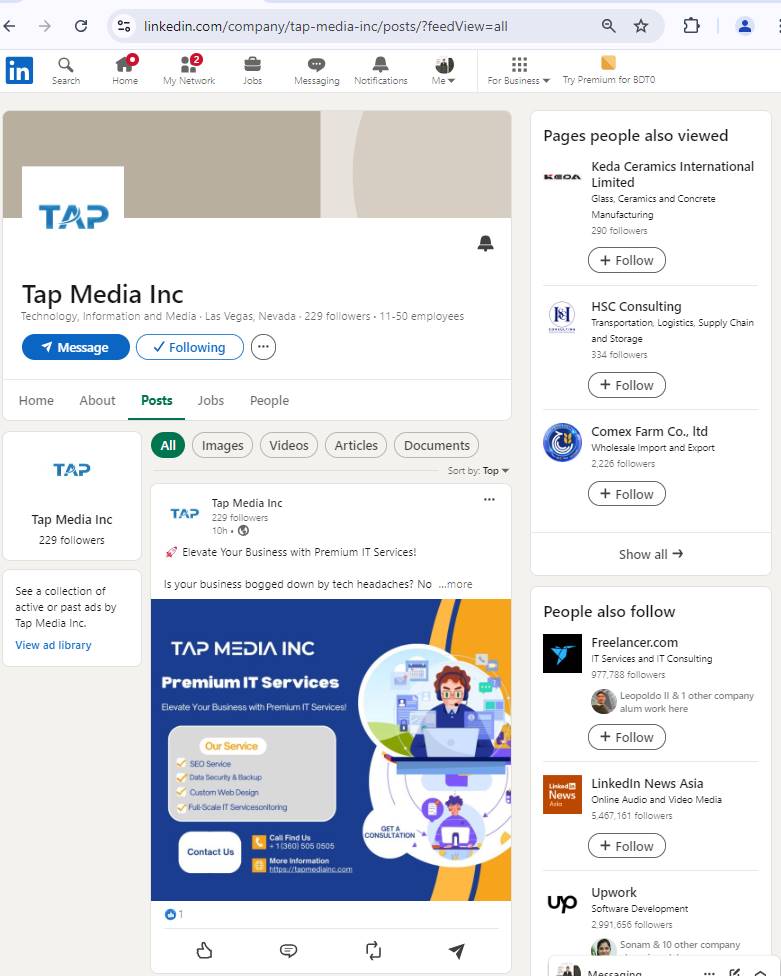 linkedin.com/company/tap-media-inc/posts/?feedView=all
in
Search
Home
2
My Network
Jobs
Messaging
Notifications
Me
For Business
Try Premium for BDT0
TAP
Tap Media Inc
Technology, Information and Media · Las Vegas, Nevada · 229 followers · 11-50 employees
Message
Following
Home
About
Posts
Jobs
People
TAP
Tap Media Inc
229 followers
See a collection of
active or past ads by
Tap Media Inc.
View ad library
All
Images
Videos
Articles
Documents
Sort by: Top
TAP
Tap Media Inc
229 followers
10h •
🚀 Elevate Your Business with Premium IT Services!
Is your business bogged down by tech headaches? No ...more
TAP MEDIA INC
Premium IT Services
Elevate Your Business with Premium IT Services!
Our Service
SEO Service
Data Security & Backup
Custom Web Design
Full-Scale IT Servicesonitoring
GET A
CONSULTATION
Contact Us
Call Find Us
+1(360) 505 0505
More Information
https://tapmediainc.com
1
Pages people also viewed
KEDA
Keda Ceramics International
Limited
Glass, Ceramics and Concrete
Manufacturing
290 followers
+ Follow
HSC Consulting
Transportation, Logistics, Supply Chain
and Storage
334 followers
+ Follow
Comex Farm Co., ltd
Wholesale Import and Export
2,226 followers
+ Follow
Show all →
People also follow
Freelancer.com
IT Services and IT Consulting
977,788 followers
Leopoldo II & 1 other company
alum work here
+ Follow
Linked in
News
Asia
LinkedIn News Asia
Online Audio and Video Media
5,467,161 followers
+ Follow
up
Upwork
Software Development
2,991,656 followers
Sonam & 10 other company
Messaging